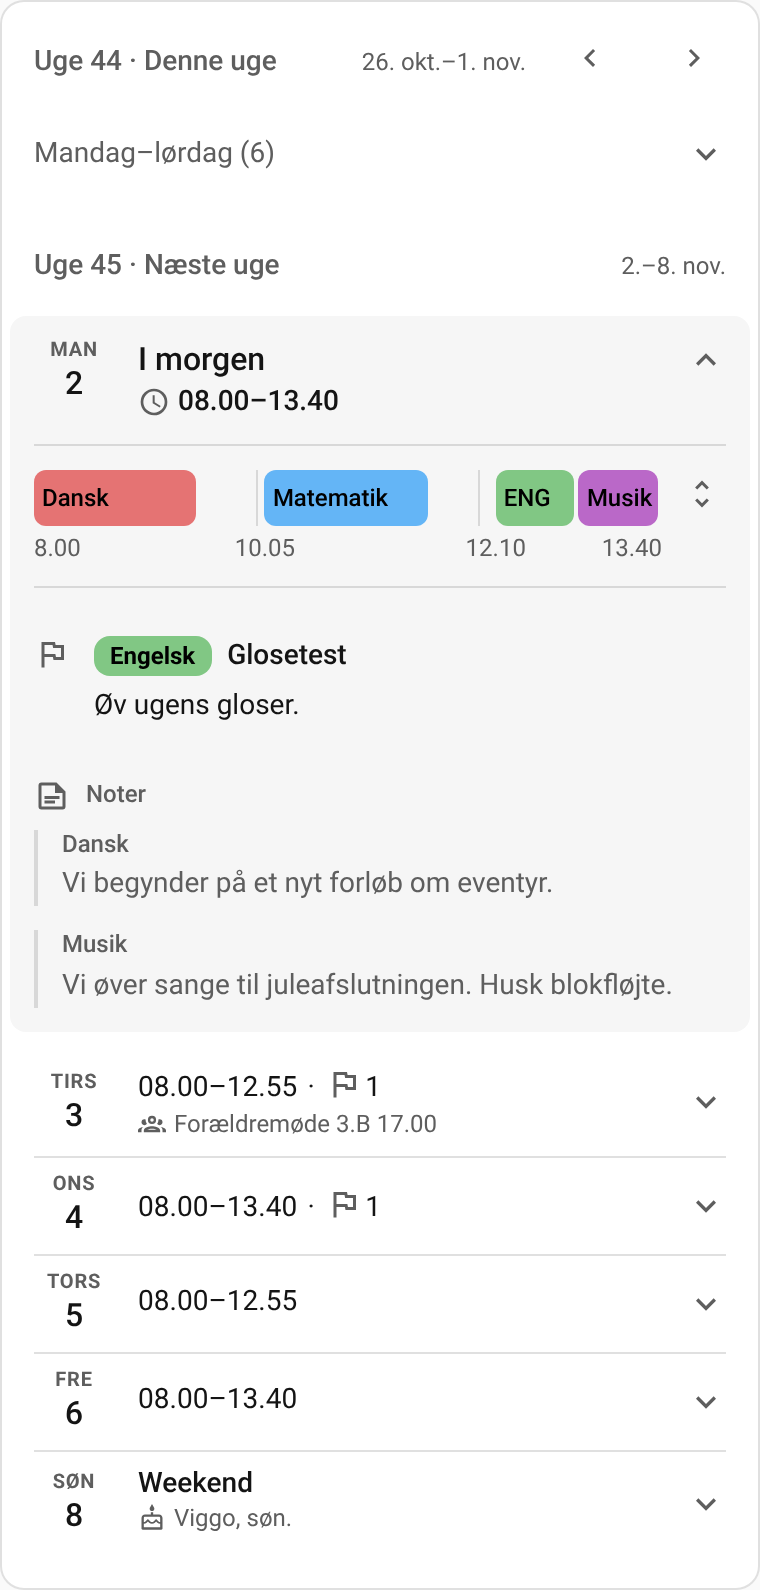 Uge 44 · Denne uge 26. okt.–1. nov.
Mandag–lørdag (6)
Uge 45 · Næste uge 2.–8. nov.
MAN
2
I morgen
08.00–13.40
Dansk Matematik ENG Musik
8.00 10.05 12.10 13.40
Engelsk Glosetest
Øv ugens gloser.
Noter
Dansk
Vi begynder på et nyt forløb om eventyr.
Musik
Vi øver sange til juleafslutningen. Husk blokfløjte.
TIRS
3
08.00–12.55 · 1
Forældremøde 3.B 17.00
ONS
4
08.00–13.40 · 1
TORS
5
08.00–12.55
FRE
6
08.00–13.40
SØN
8
Weekend
Viggo, søn.